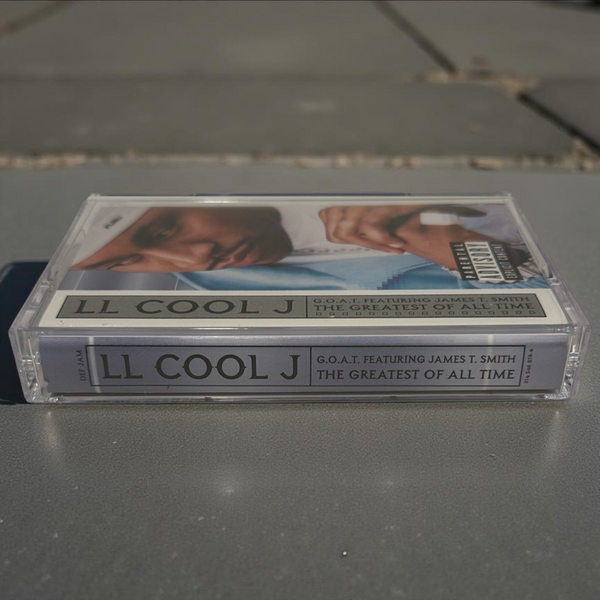 PARENTAL
ADVISORY
EXPLICIT CONTENT
LL COOL J
G.O.A.T. FEATURING JAMES T. SMITH
THE GREATEST OF ALL TIME
DEF JAM
LL COOL J
G.O.A.T. FEATURING JAMES T. SMITH
THE GREATEST OF ALL TIME